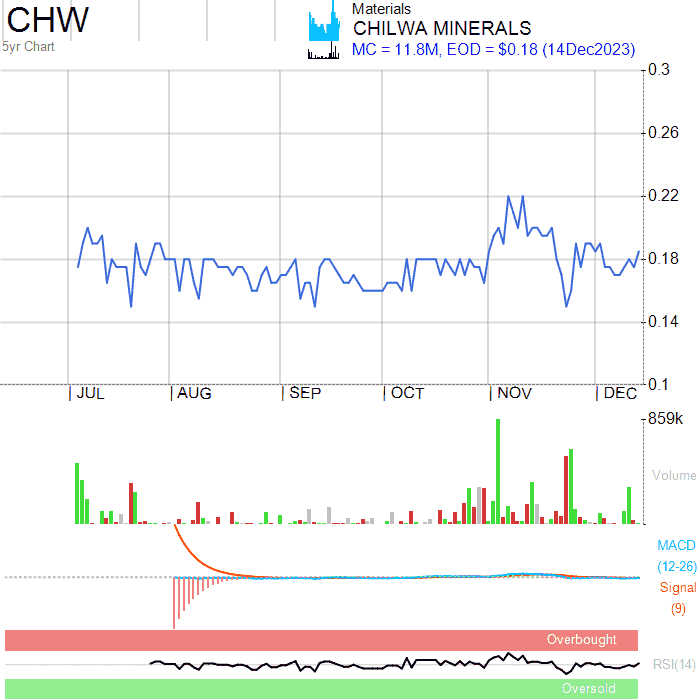 CHW
5yr Chart
Materials
CHILWA MINERALS
MC = 11.8M, EOD = $0.18 (14Dec2023)
0.3
0.26
0.22
0.18
0.14
0.1
JUL AUG SEP OCT NOV DEC
859k
Volume
MACD
(12-26)
Signal
(9)
Overbought
RSI(14)
Oversold